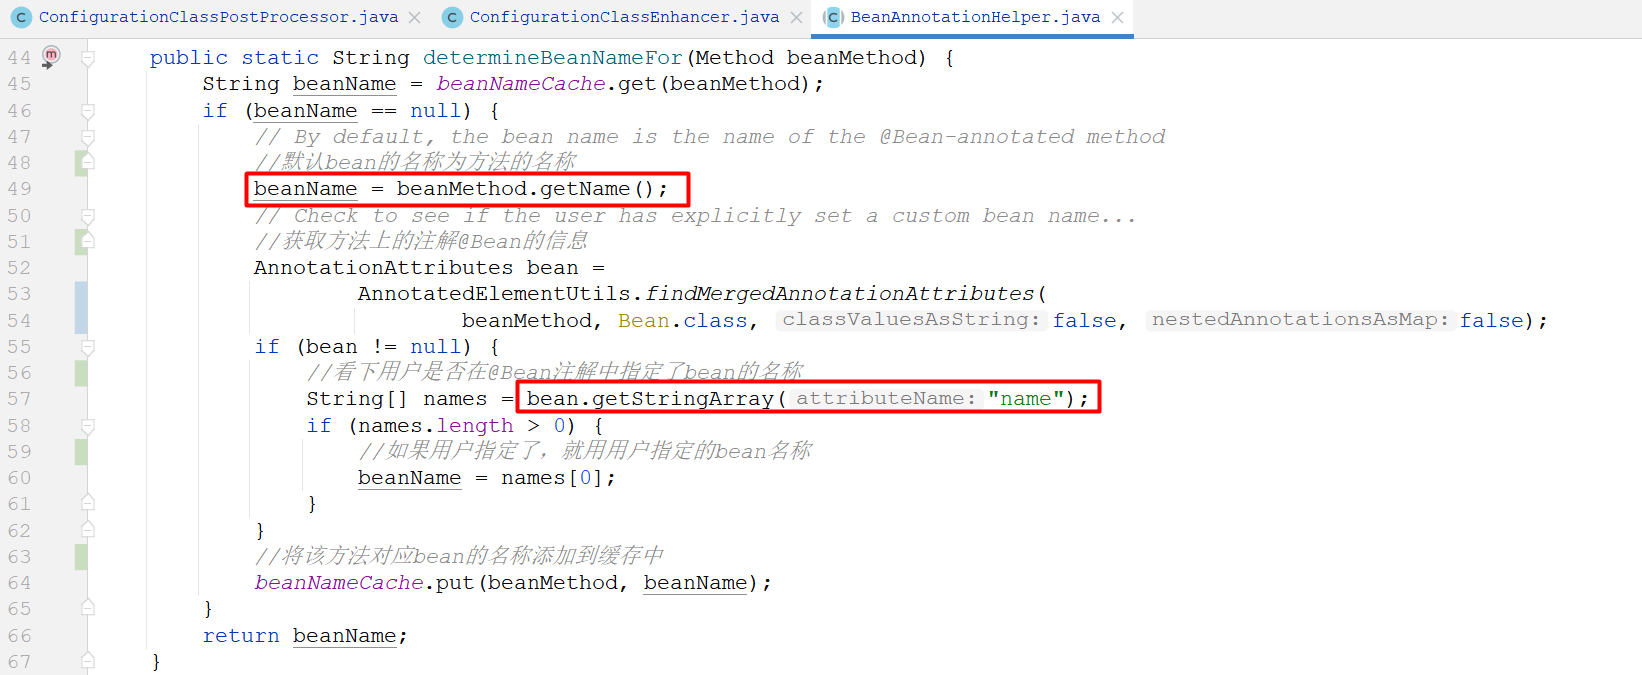 ConfigurationClassPostProcessor.java ConfigurationClassEnhancer.java BeanAnnotationHelper.java
44 public static String determineBeanNameFor(Method beanMethod) {
45 String beanName = beanNameCache.get(beanMethod);
46 if (beanName == null) {
47 // By default, the bean name is the name of the @Bean-annotated method
48 //默认bean的名称为方法的名称
49 beanName = beanMethod.getName();
50 // Check to see if the user has explicitly set a custom bean name...
51 //获取方法上的注解@Bean的信息
52 AnnotationAttributes bean =
53 AnnotatedElementUtils.findMergedAnnotationAttributes(
54 beanMethod, Bean.class, classValuesAsString: false, nestedAnnotationsAsMap: false);
55 if (bean != null) {
56 //看下用户是否在@Bean注解中指定了bean的名称
57 String[] names = bean.getStringArray( attributeName: "name");
58 if (names.length > 0) {
59 //如果用户指定了，就用用户指定的bean名称
60 beanName = names[0];
61 }
62 }
63 //将该方法对应bean的名称添加到缓存中
64 beanNameCache.put(beanMethod, beanName);
65 }
66 return beanName;
67 }